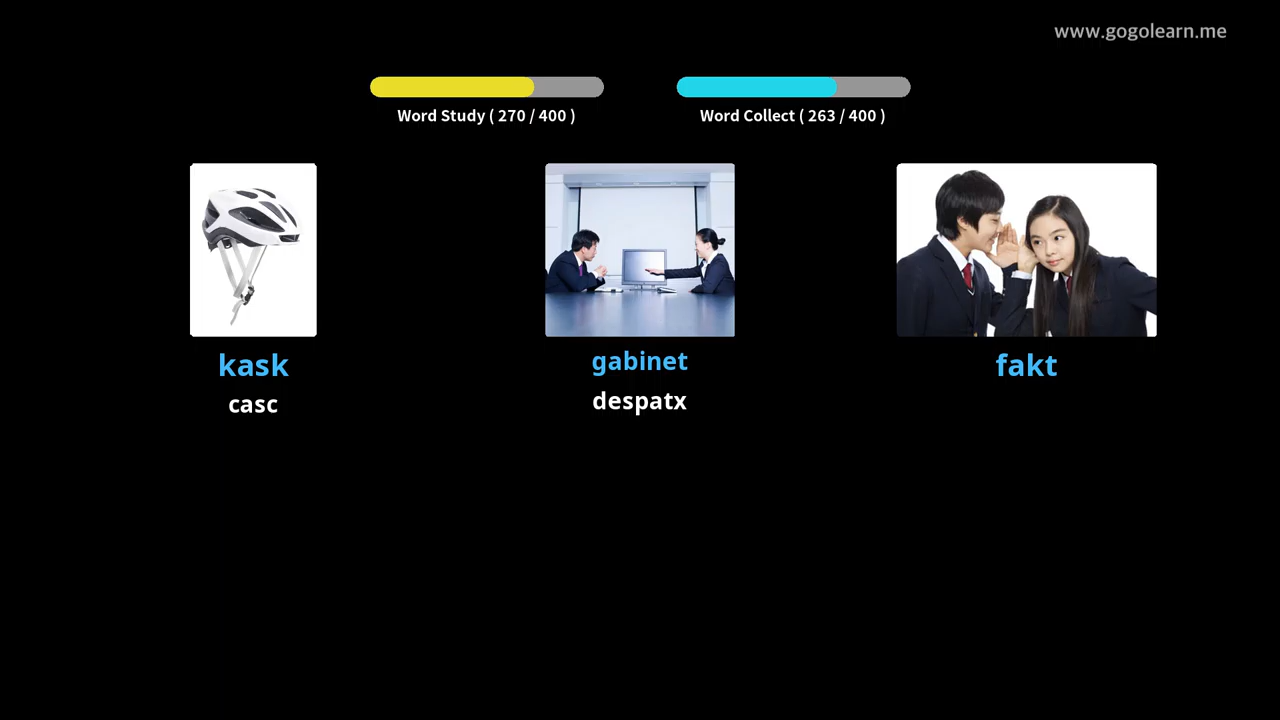 www.gogolearn.me
Word Study ( 270 / 400 )
Word Collect ( 263 / 400 )
kask
casc
gabinet
despatx
fakt